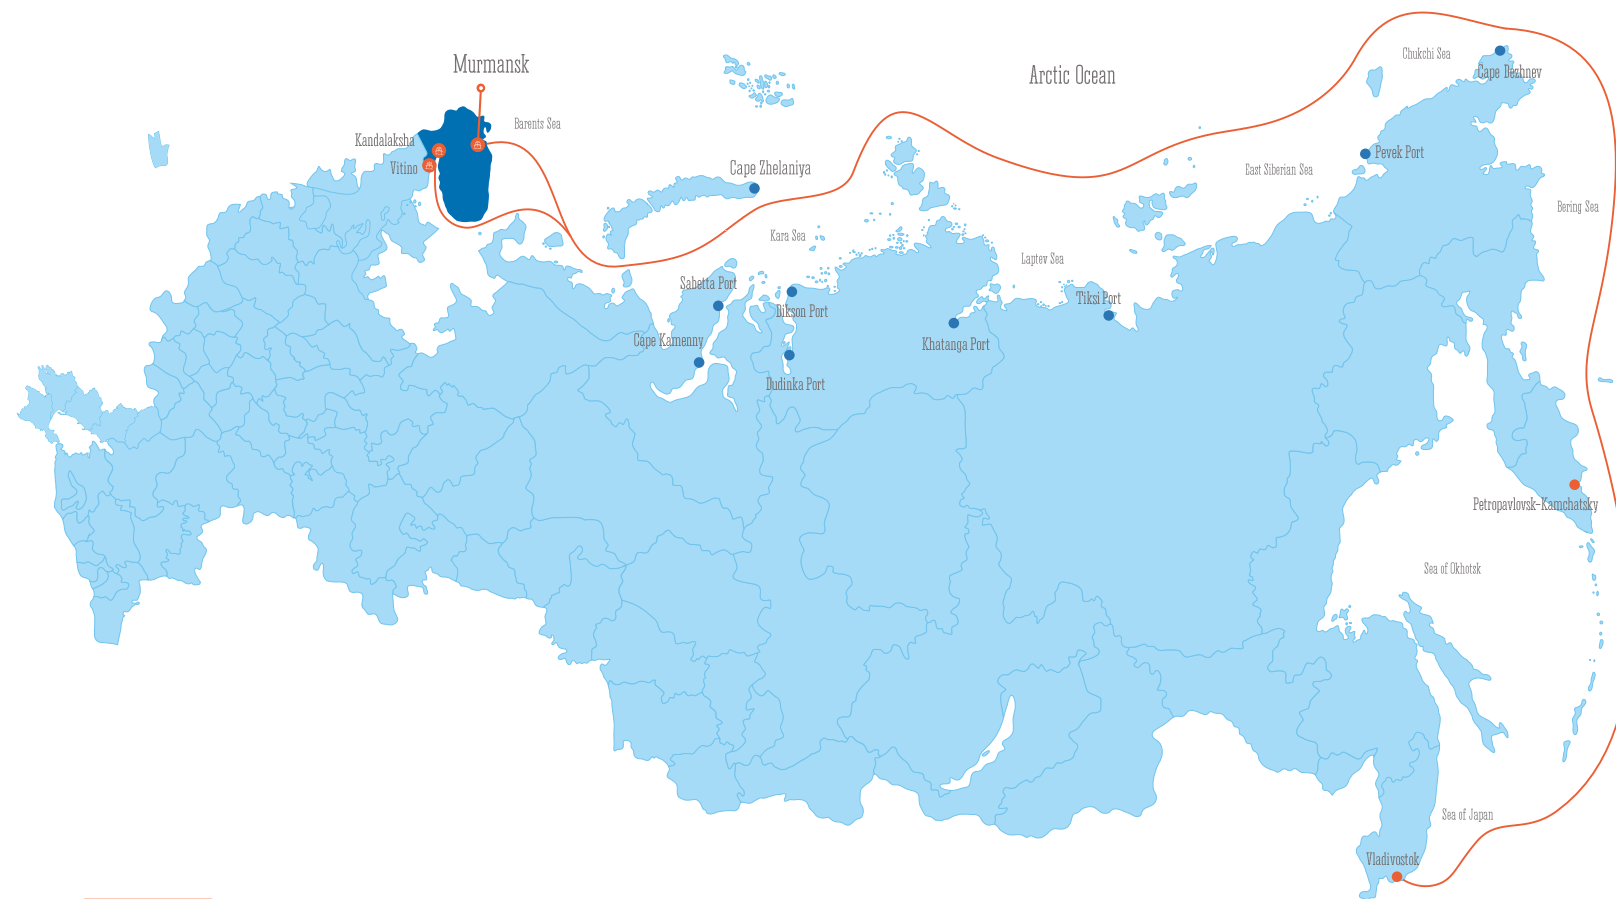 Murmansk
Arctic Ocean
Chukchi Sea
Cape Dezhnev
Barents Sea
Kandalaksha
Vitino
Cape Zhelaniya
Pevek Port
East Siberian Sea
Bering Sea
Kara Sea
Laptev Sea
Sabetta Port
Tiksi Port
Dikson Port
Cape Kamenny
Khatanga Port
Dudinka Port
Petropavlovsk-Kamchatsky
Sea of Okhotsk
Sea of Japan
Vladivostok